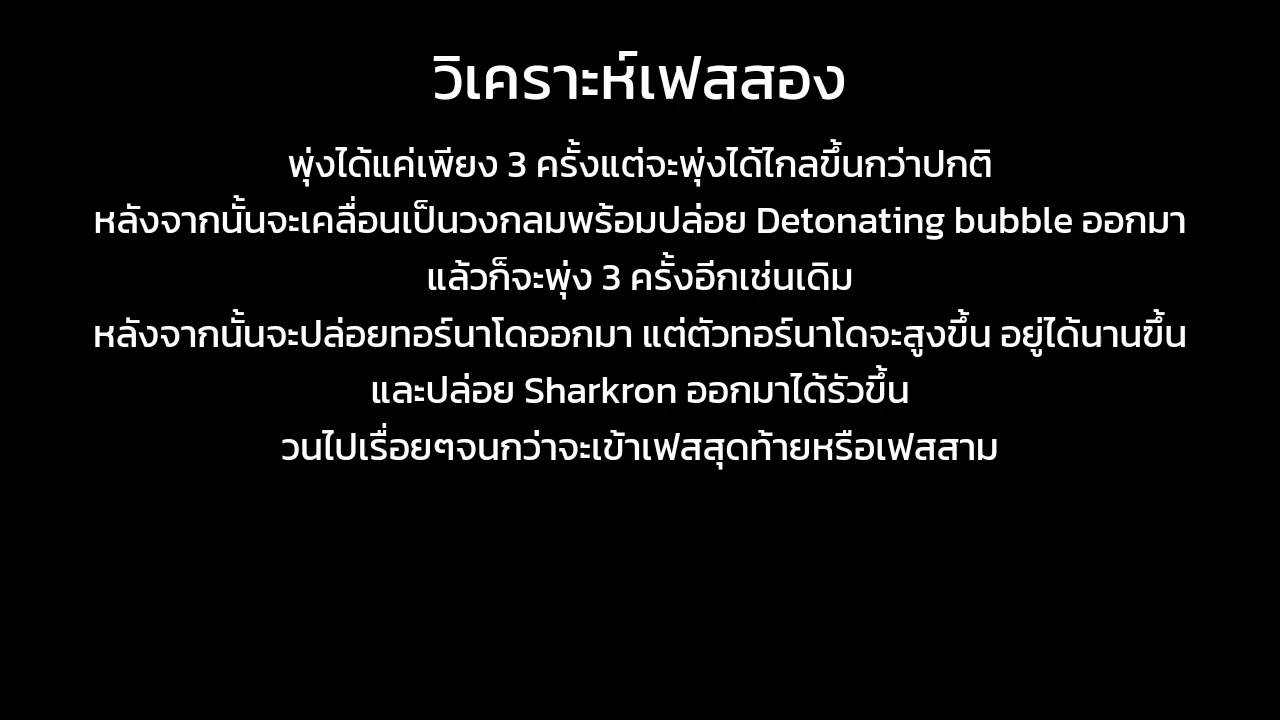 วิเคราะห์เฟสสอง
พุ่งได้แค่เพียง 3 ครั้งแต่จะพุ่งได้ไกลขึ้นกว่าปกติ
หลังจากนั้นจะเคลื่อนเป็นวงกลมพร้อมปล่อย Detonating bubble ออกมา
แล้วก็จะพุ่ง 3 ครั้งอีกเช่นเดิม
หลังจากนั้นจะปล่อยทอร์นาโดออกมา แต่ตัวทอร์นาโดจะสูงขึ้น อยู่ได้นานขึ้น
และปล่อย Sharkron ออกมาได้รัวขึ้น
วนไปเรื่อยๆจนกว่าจะเข้าเฟสสุดท้ายหรือเฟสสาม